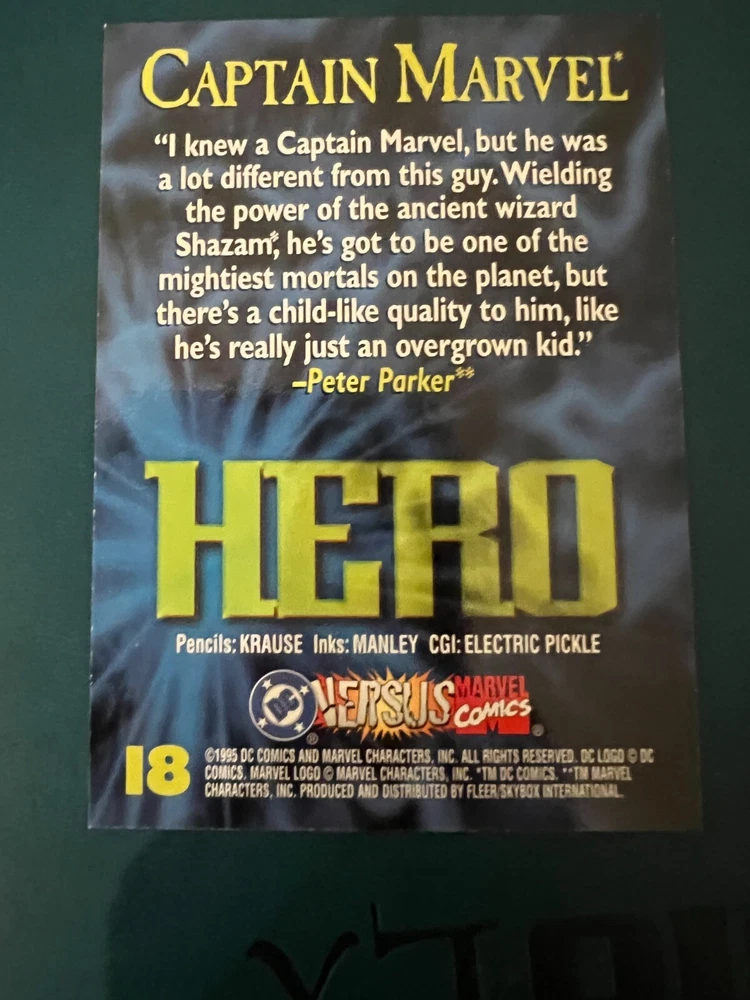 CAPTAIN MARVEL*
"I knew a Captain Marvel, but he was
a lot different from this guy. Wielding
the power of the ancient wizard
Shazam*, he's got to be one of the
mightiest mortals on the planet, but
there's a child-like quality to him, like
he's really just an overgrown kid."
–Peter Parker**
HERO
Pencils: KRAUSE Inks: MANLEY CGI: ELECTRIC PICKLE
DC VERSUS MARVEL COMICS
18
©1995 DC COMICS AND MARVEL CHARACTERS, INC. ALL RIGHTS RESERVED. DC LOGO © DC
COMICS. MARVEL LOGO © MARVEL CHARACTERS, INC. *TM DC COMICS. **TM MARVEL
CHARACTERS, INC. PRODUCED AND DISTRIBUTED BY FLEER/SKYBOX INTERNATIONAL.